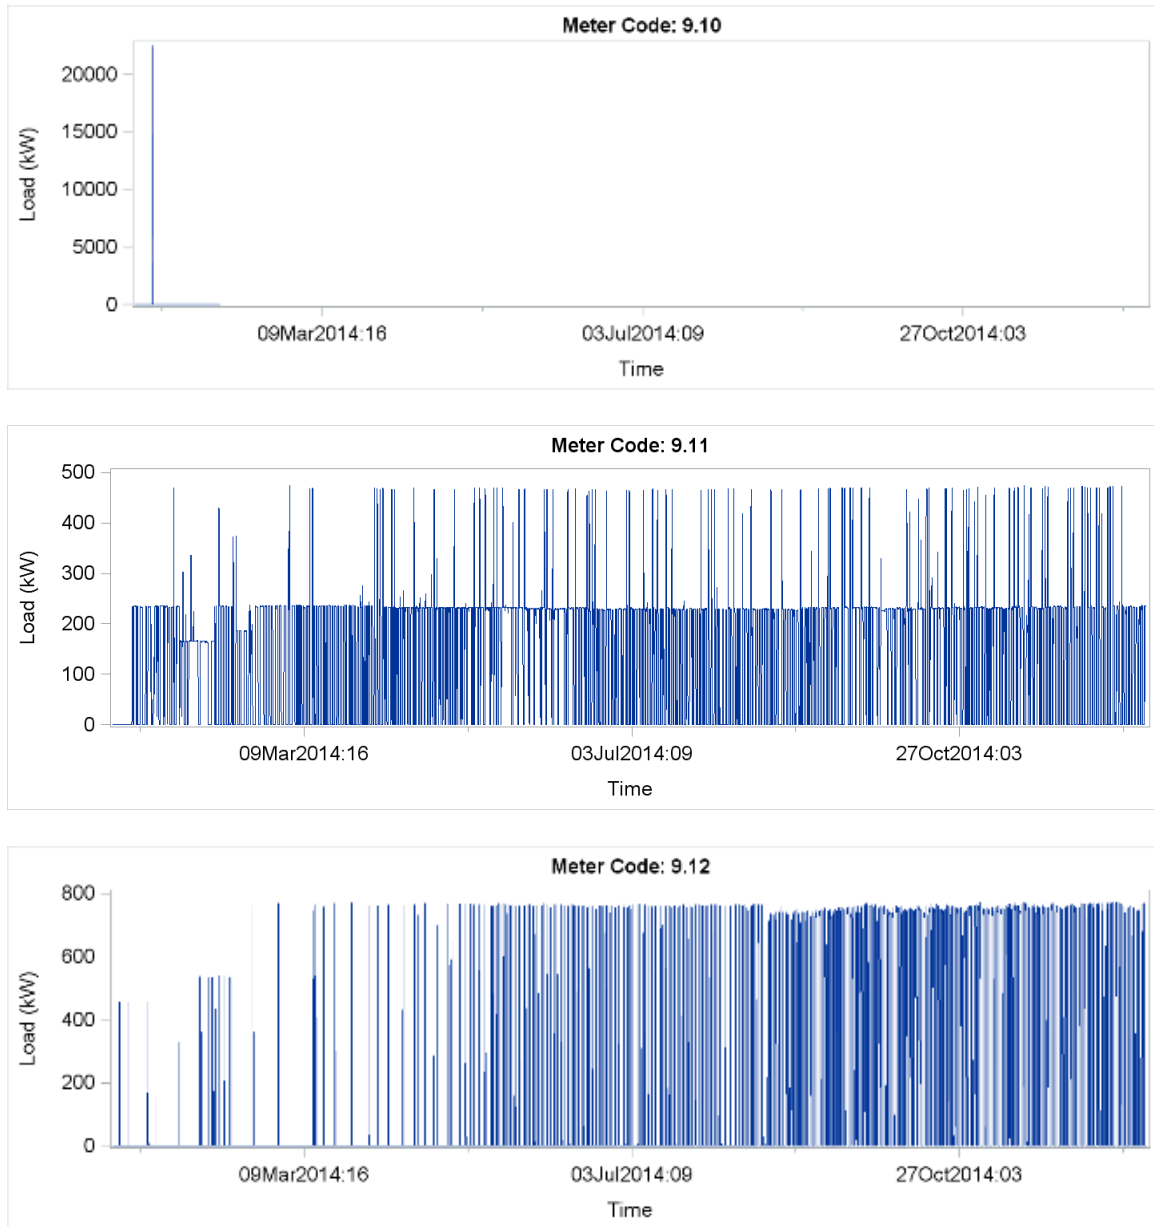 Meter Code: 9.10
Load (kW)
20000
15000
10000
5000
0
09Mar2014:16 03Jul2014:09 27Oct2014:03
Time
Meter Code: 9.11
Load (kW)
500
400
300
200
100
0
09Mar2014:16 03Jul2014:09 27Oct2014:03
Time
Meter Code: 9.12
Load (kW)
800
600
400
200
0
09Mar2014:16 03Jul2014:09 27Oct2014:03
Time